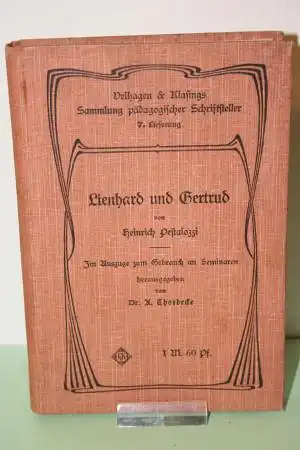 Velhagen & Klasings
Sammlung pädagogischer Schriftsteller
7. Lieferung
Lienhard und Gertrud
von
Heinrich Pestalozzi
Im Auszuge zum Gebrauch an Seminaren
herausgegeben
von
Dr. A. Thorbecke
1 M. 60 Pf.